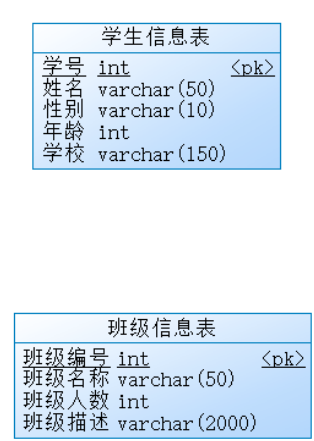 学生信息表
学号 int <pk>
姓名 varchar(50)
性别 varchar(10)
年龄 int
学校 varchar(150)
班级信息表
班级编号 int <pk>
班级名称 varchar(50)
班级人数 int
班级描述 varchar(2000)